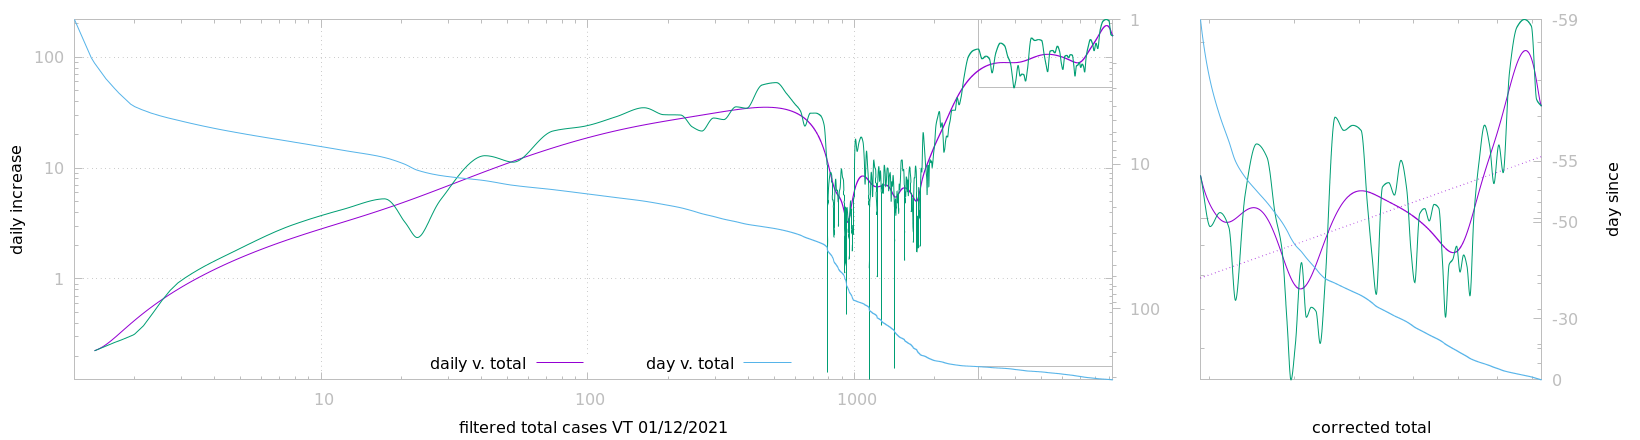 daily increase
100
10
1
10
100
1000
1
10
100
daily v. total
day v. total
filtered total cases VT 01/12/2021
-59
-55
-50
-30
0
day since
corrected total